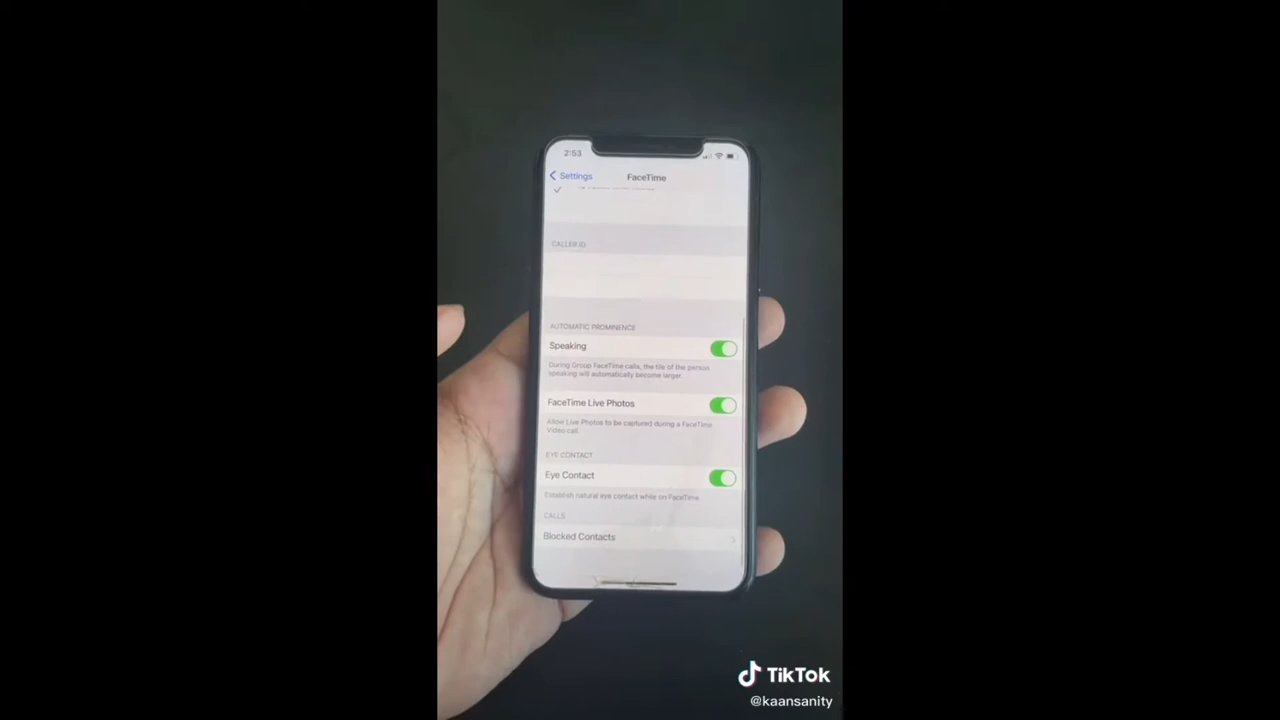 2:53
Settings
FaceTime
CALLER ID
AUTOMATIC PROMINENCE
Speaking
During Group FaceTime calls, the tile of the person
speaking will automatically become larger.
FaceTime Live Photos
Allow Live Photos to be captured during a FaceTime
Video call.
EYE CONTACT
Eye Contact
Establish natural eye contact while on FaceTime.
CALLS
Blocked Contacts
TikTok
@kaansanity